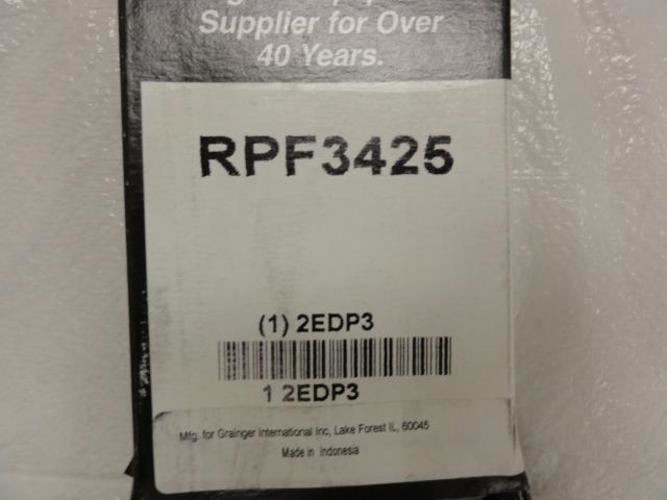 Supplier for Over
40 Years.
RPF3425
(1) 2EDP3
1 2EDP3
Mfg. for Grainger International Inc, Lake Forest IL, 60045
Made in Indonesia